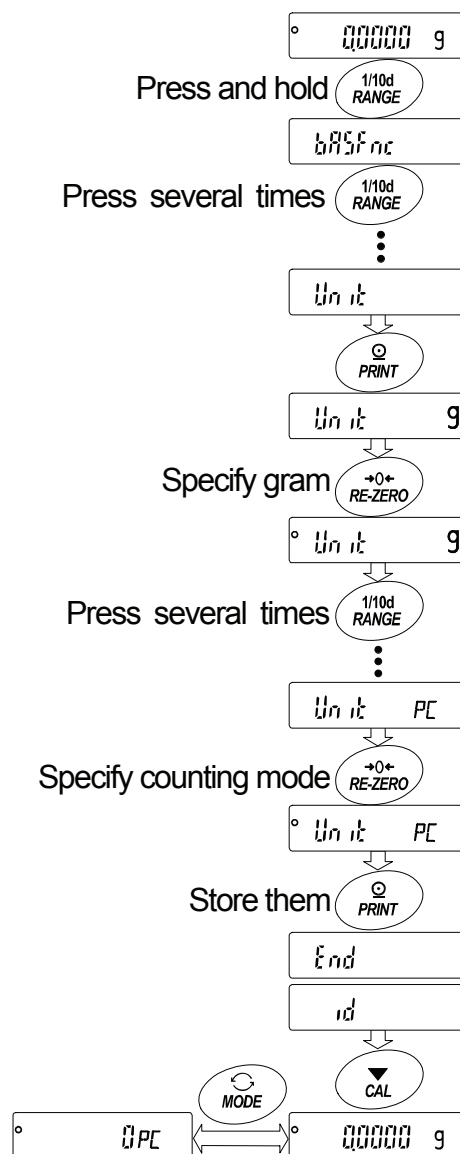 0.0000 g
Press and hold 1/10d RANGE
bASFnc
Press several times 1/10d RANGE
Unit
PRINT
Unit g
Specify gram →0← RE-ZERO
Unit g
Press several times 1/10d RANGE
Unit PC
Specify counting mode →0← RE-ZERO
Unit PC
Store them PRINT
End
id
MODE CAL
0 PC 0.0000 g